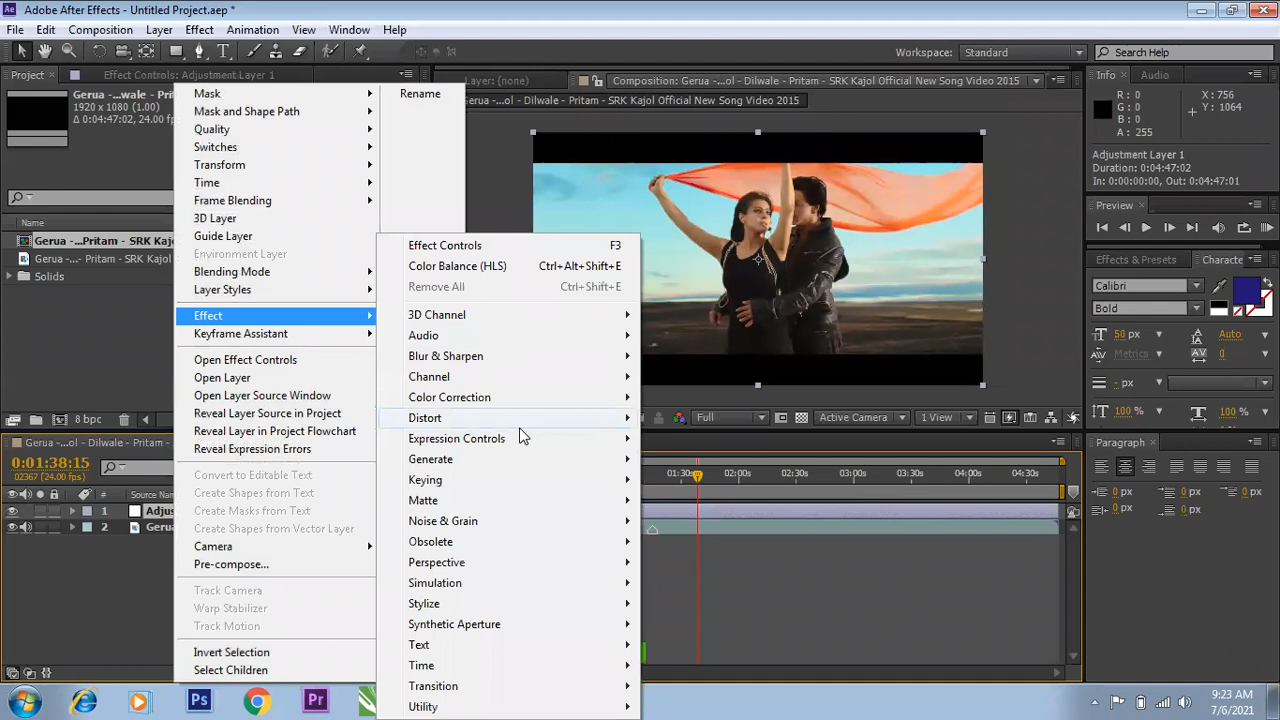 Adobe After Effects - Untitled Project.aep *
File Edit Composition Layer Effect Animation View Window Help
Workspace: Standard
Search Help
Project
Effect Controls: Adjustment Layer 1
Layer: (none)
Composition: Gerua - ...ol - Dilwale - Pritam - SRK Kajol Official New Song Video 2015
Info
Audio
1920 x 1080 (1.00)
Δ 0:04:47:02, 24.00 fp
Name
Gerua -...Pritam - SRK Kajo
Gerua -...Pritam - SRK Kajo
Solids
8 bpc
Mask
Mask and Shape Path
Quality
Switches
Transform
Time
Frame Blending
3D Layer
Guide Layer
Environment Layer
Blending Mode
Layer Styles
Effect
Keyframe Assistant
Open Effect Controls
Open Layer
Open Layer Source Window
Reveal Layer Source in Project
Reveal Layer in Project Flowchart
Reveal Expression Errors
Convert to Editable Text
Create Shapes from Text
Create Masks from Text
Create Shapes from Vector Layer
Camera
Pre-compose...
Track Camera
Warp Stabilizer
Track Motion
Invert Selection
Select Children
Rename
Effect Controls F3
Color Balance (HLS) Ctrl+Alt+Shift+E
Remove All Ctrl+Shift+E
3D Channel
Audio
Blur & Sharpen
Channel
Color Correction
Distort
Expression Controls
Generate
Keying
Matte
Noise & Grain
Obsolete
Perspective
Simulation
Stylize
Synthetic Aperture
Text
Time
Transition
Utility
Gerua - ...ol - Dilwale - Pritam - SRK Kajol Official New Song Video 2015
Full
Active Camera
1 View
R: 0 X: 756
G: 0 Y: 1064
B: 0
A: 255
Adjustment Layer 1
Duration: 0:04:47:02
In: 0:00:00:00, Out: 0:04:47:01
Preview
Effects & Presets
Characte
Calibri
Bold
50 px Auto
Metrics 0
- px
100 % 100 %
Paragraph
0 px 0 px 0 px
0 px 0 px
Gerua - ...ol - Dilwale
0:01:38:15
02367 (24.00 fps)
# Source Name
1 Adjus
2 Gerua
1:30s 02:00s 02:30s 03:00s 03:30s 04:00s 04:30s
Ps
Pr
9:23 AM
7/6/2021